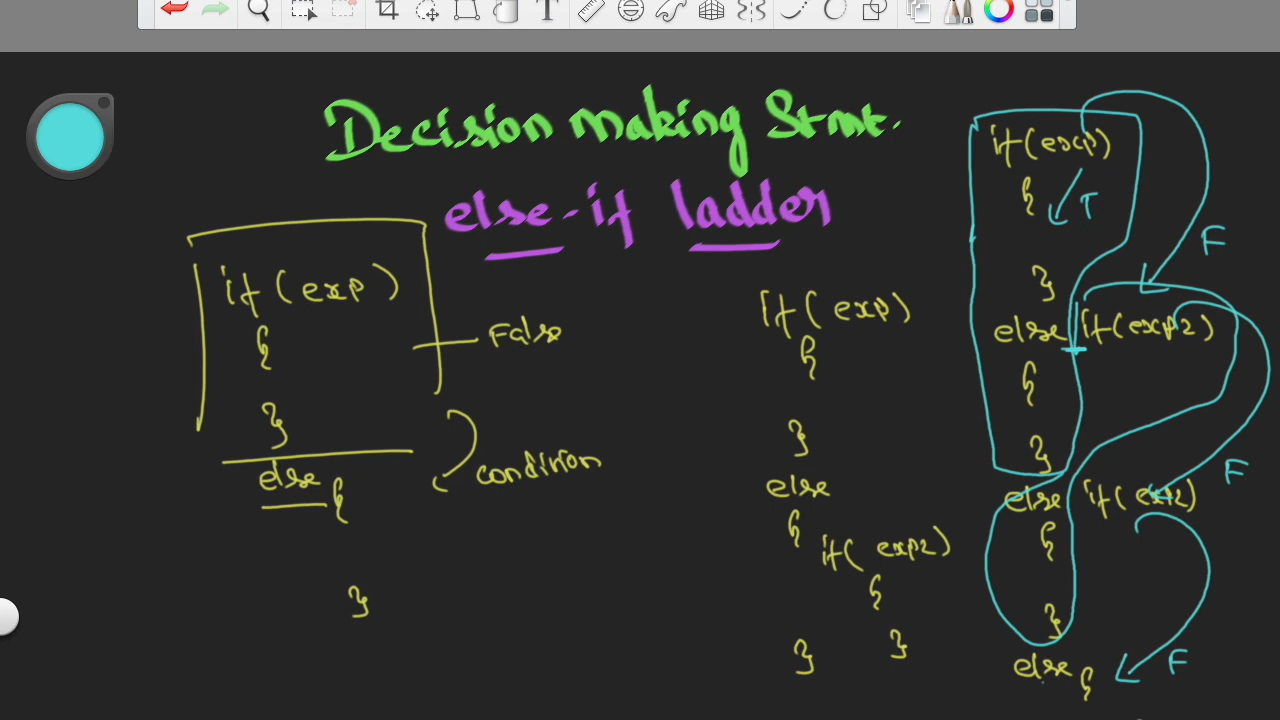 Decision making Stmt.
else-if ladder
if(exp)
{
}
else {
}
False
condition
if(exp)
{
}
else
{
if(exp2)
{
}
}
if(exp)
{
T
}
F
else if(exp2)
{
}
F
else if(
{
}
F
else {